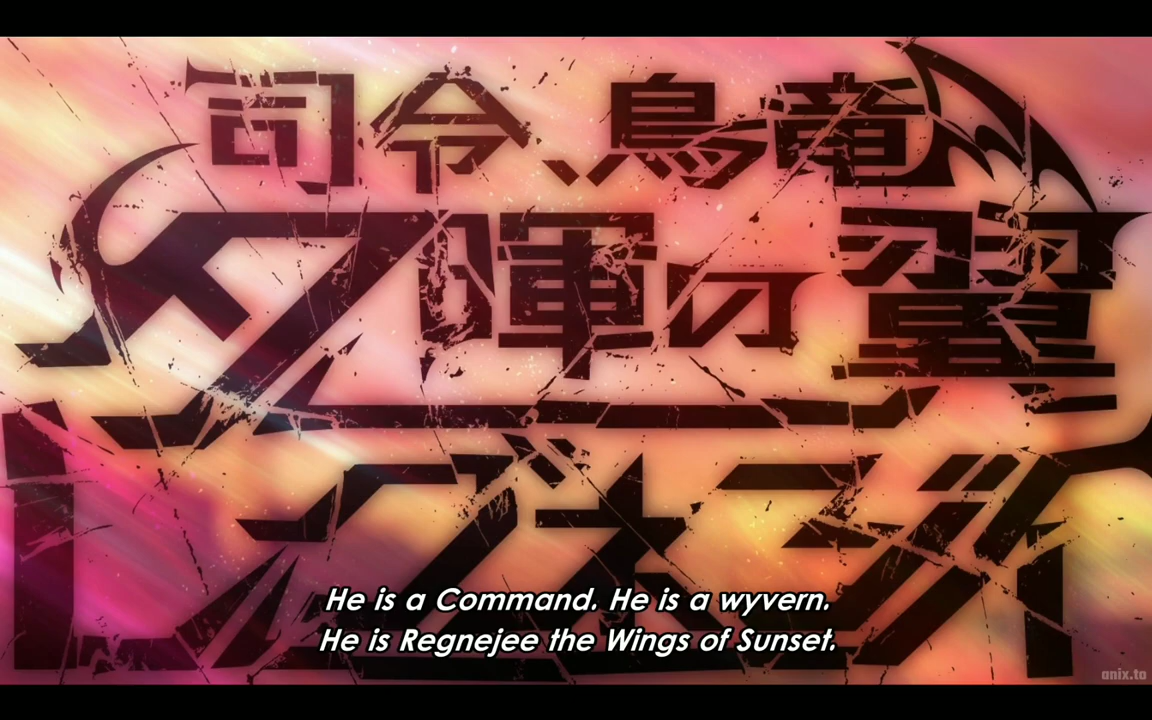 司令、鳥竜
夕暉の翼
レグネジィ
He is a Command. He is a wyvern.
He is Regnejee the Wings of Sunset.
anix.to